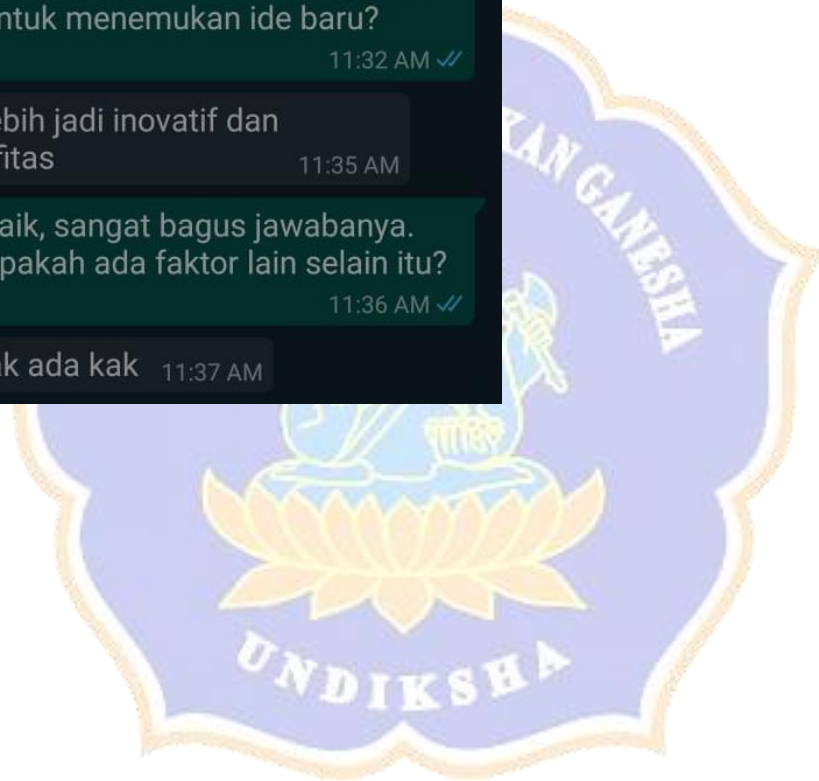 ntuk menemukan ide baru?
11:32 AM
ebih jadi inovatif dan
fitas
11:35 AM
aik, sangat bagus jawabanya.
pakah ada faktor lain selain itu?
11:36 AM
k ada kak 11:37 AM
KAN GANESHA
UNDIKSHA